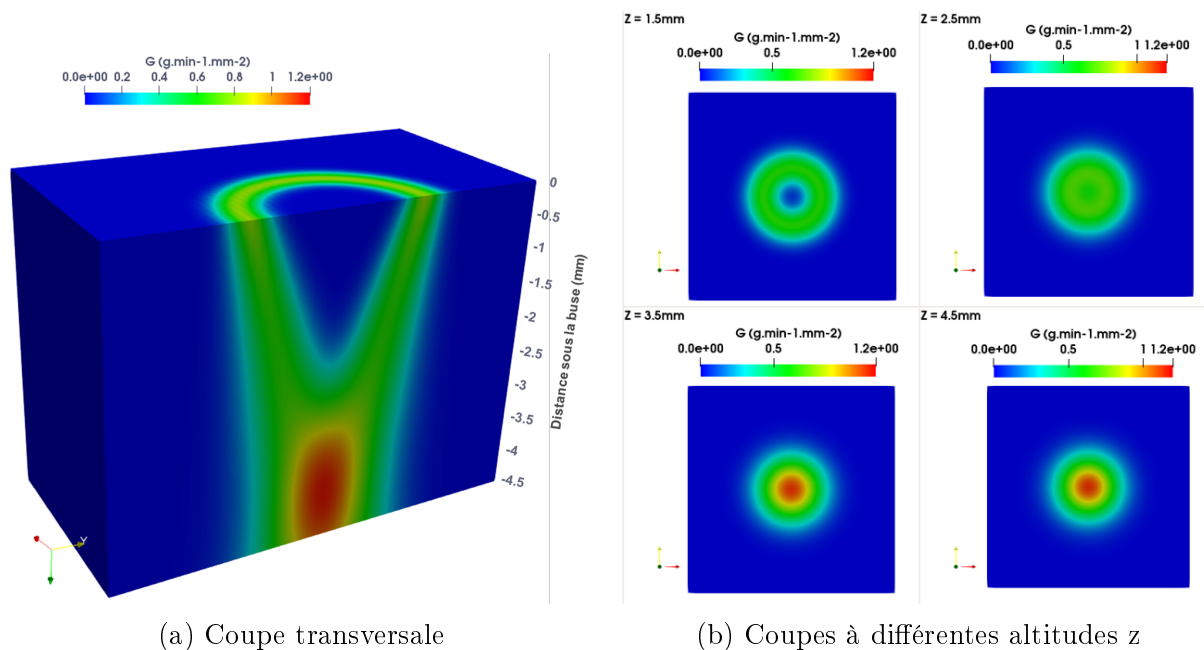 G (g.min-1.mm-2)
0.0e+00 0.2 0.4 0.6 0.8 1 1.2e+00
0
-0.5
-1
-1.5
-2
-2.5
-3
-3.5
-4
-4.5
Distance sous la buse (mm)
Y
(a) Coupe transversale
Z = 1.5mm
G (g.min-1.mm-2)
0.0e+00 0.5 1.2e+00
Z = 2.5mm
G (g.min-1.mm-2)
0.0e+00 0.5 1 1.2e+00
Z = 3.5mm
G (g.min-1.mm-2)
0.0e+00 0.5 1.2e+00
Z = 4.5mm
G (g.min-1.mm-2)
0.0e+00 0.5 1 1.2e+00
(b) Coupes à différentes altitudes z